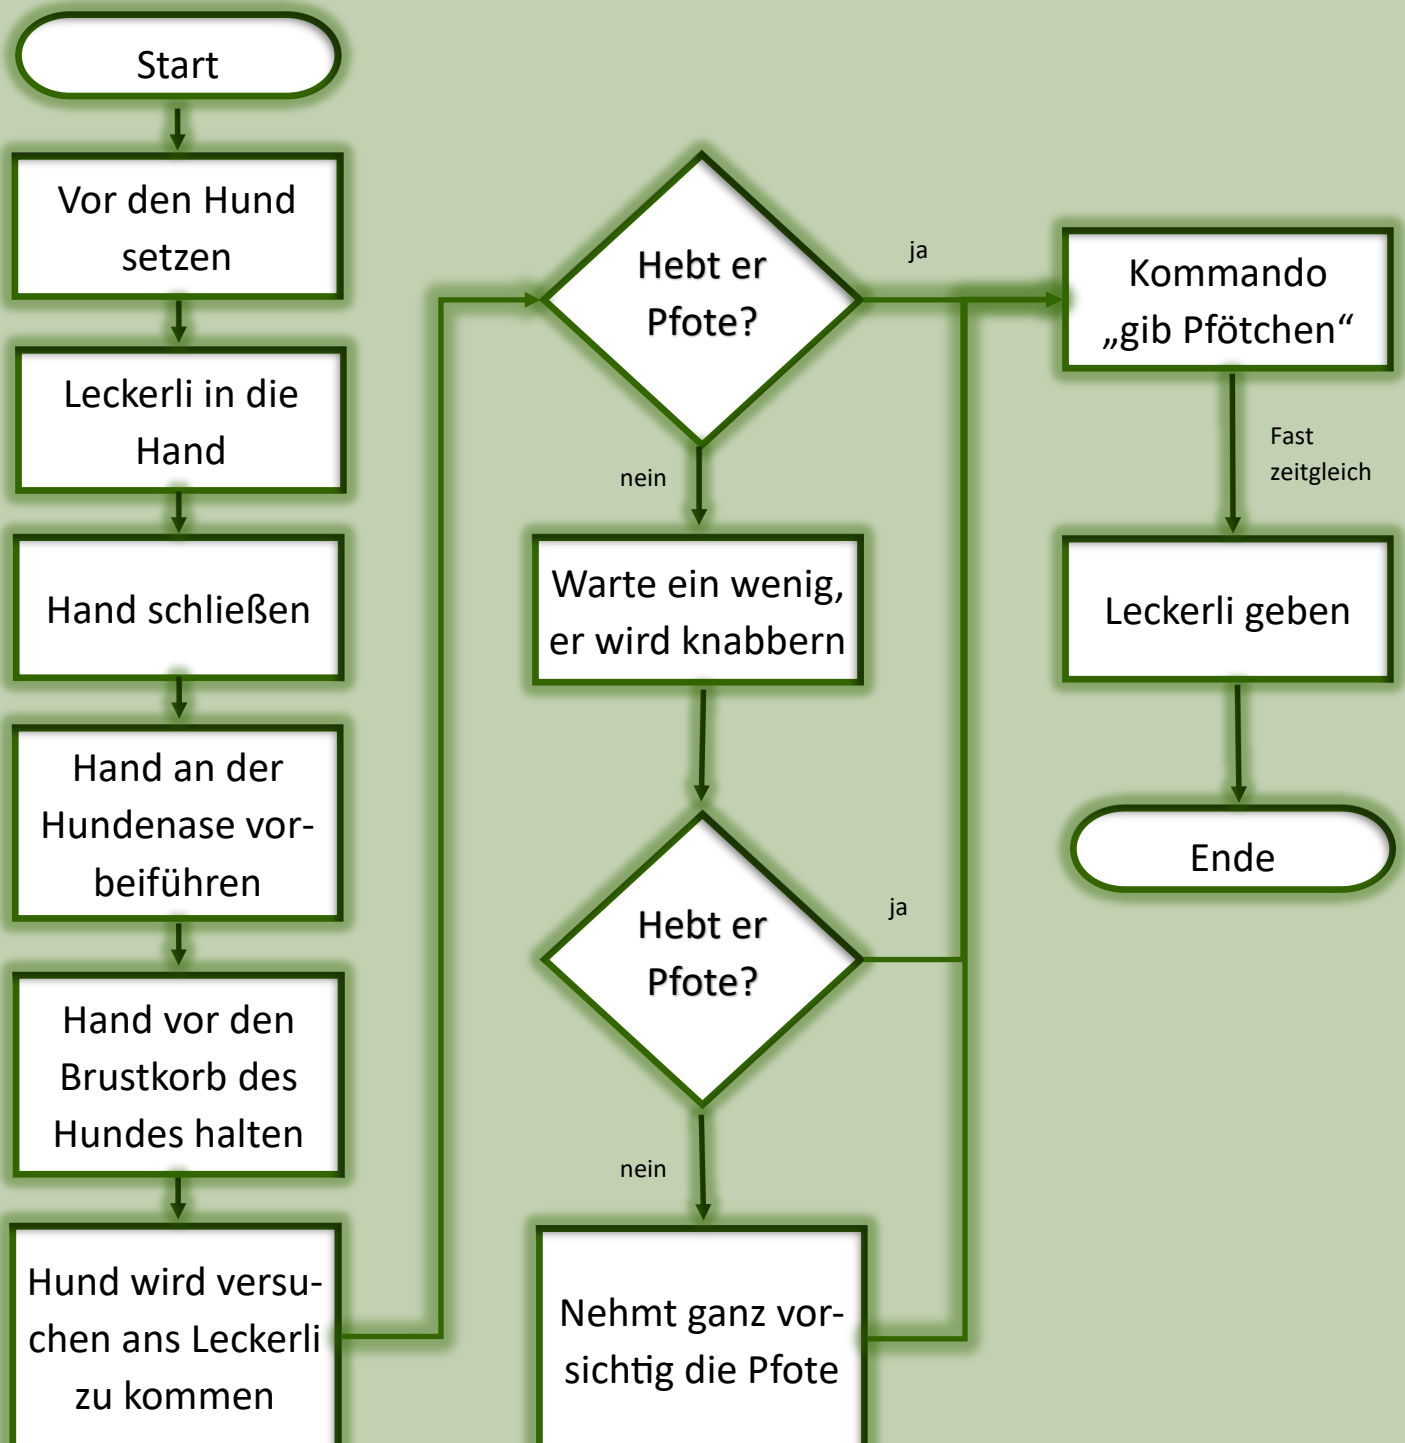 Start
Vor den Hund
setzen
Leckerli in die
Hand
Hand schließen
Hand an der
Hundenase vor-
beiführen
Hand vor den
Brustkorb des
Hundes halten
Hund wird versu-
chen ans Leckerli
zu kommen
Hebt er
Pfote?
ja
nein
Warte ein wenig,
er wird knabbern
Hebt er
Pfote?
ja
nein
Nehmt ganz vor-
sichtig die Pfote
Kommando
„gib Pfötchen“
Fast
zeitgleich
Leckerli geben
Ende